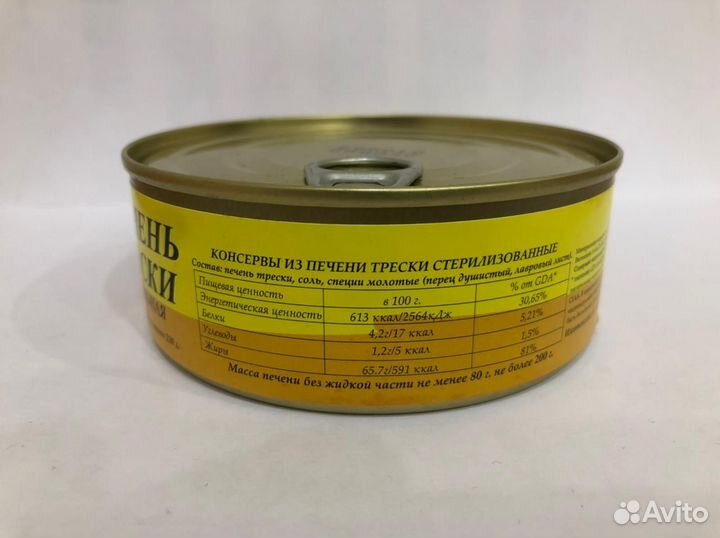 ЕНЬ
СКИ
КОНСЕРВЫ ИЗ ПЕЧЕНИ ТРЕСКИ СТЕРИЛИЗОВАННЫЕ
Состав: печень трески, соль, специи молотые (перец душистый, лавровый лист).
Пищевая ценность в 100 г. % от GDA*
Энергетическая ценность 613 ккал/2564кДж 30,65%
Белки 4,2г/17 ккал 5,21%
Углеводы 1,2г/5 ккал 1,5%
Жиры 65.7г/591 ккал 81%
Масса печени без жидкой части не менее 80 г. не более 200 г.
Avito